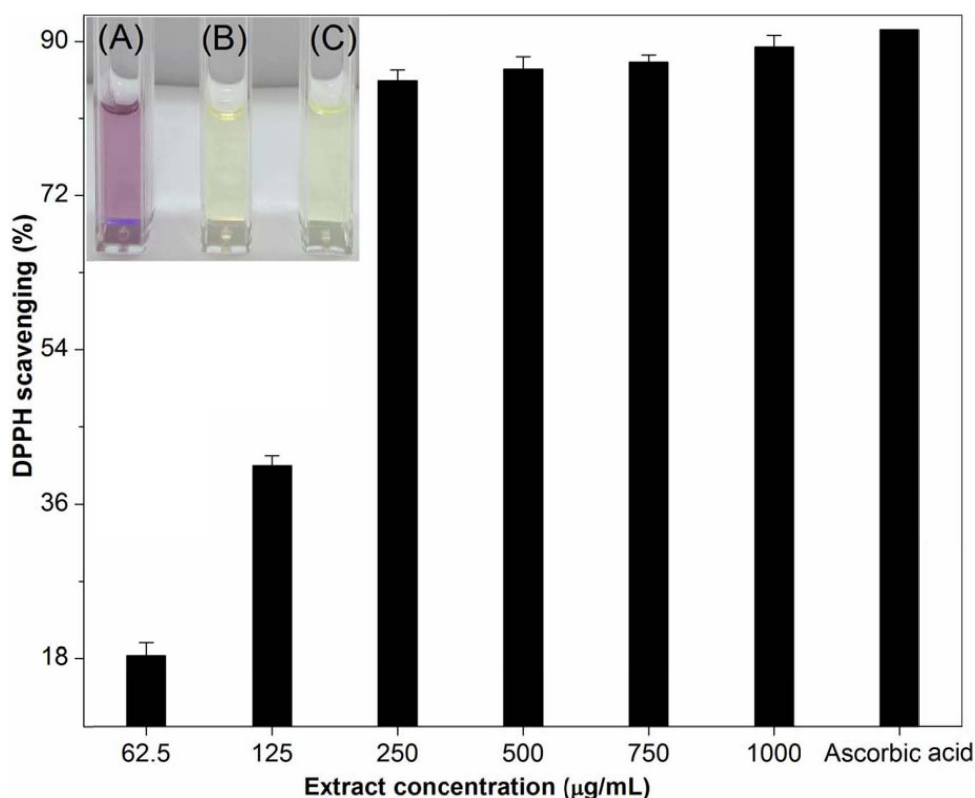 (A) (B) (C)
DPPH scavenging (%)
90
72
54
36
18
62.5 125 250 500 750 1000 Ascorbic acid
Extract concentration (μg/mL)